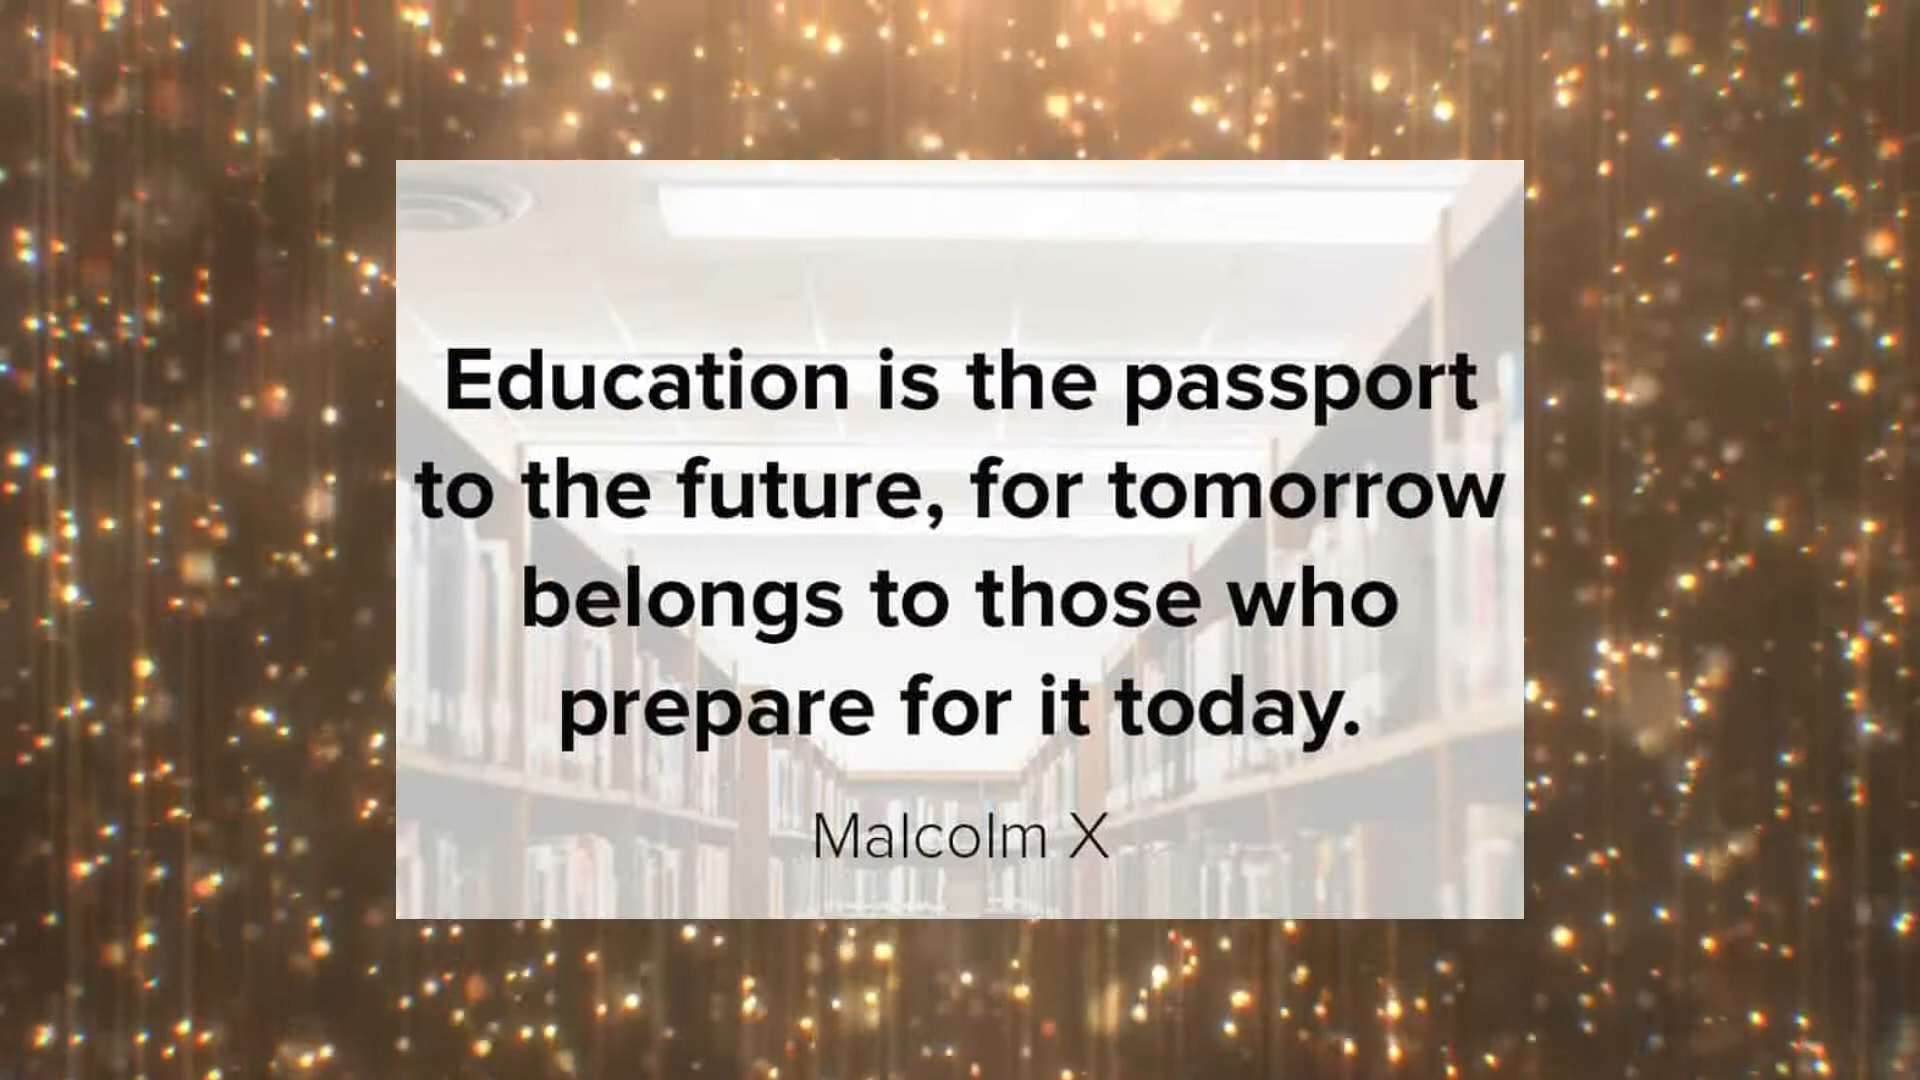 Education is the passport
to the future, for tomorrow
belongs to those who
prepare for it today.
Malcolm X